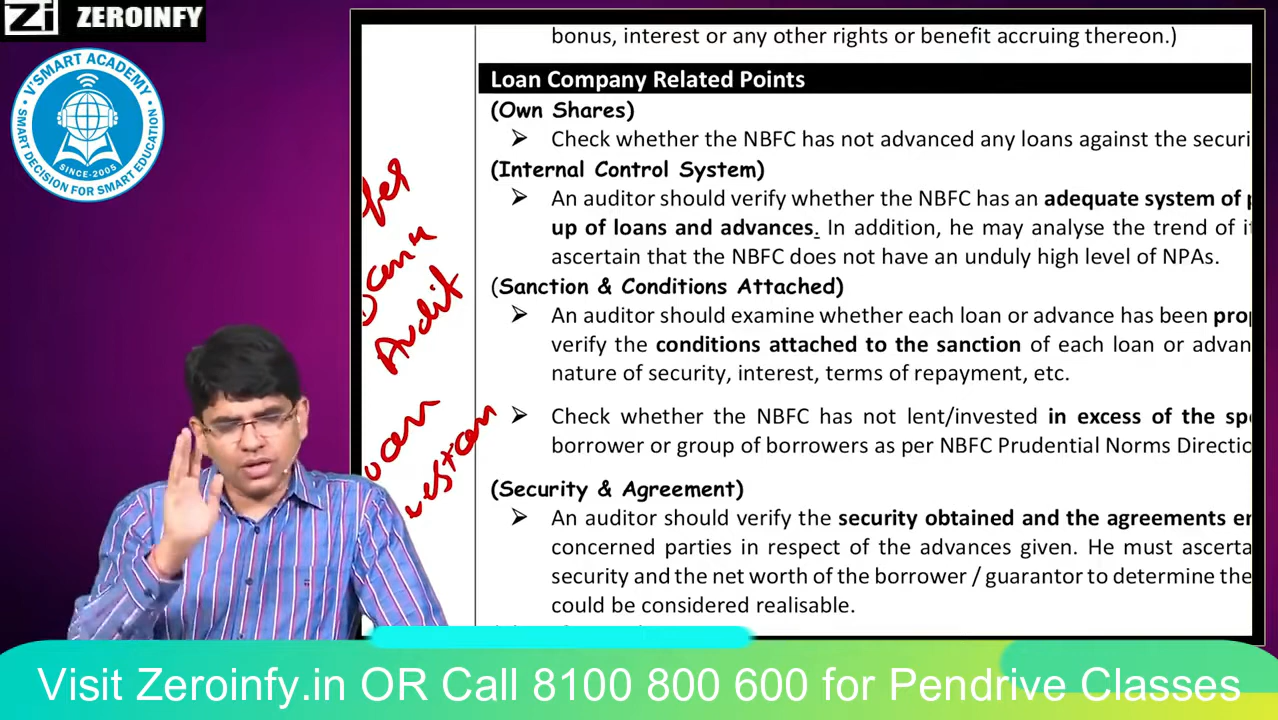 Zi ZEROINFY
V'SMART ACADEMY
SINCE-2005
SMART DECISION FOR SMART EDUCATION
bonus, interest or any other rights or benefit accruing thereon.)
Loan Company Related Points
(Own Shares)
➤ Check whether the NBFC has not advanced any loans against the securi
(Internal Control System)
➤ An auditor should verify whether the NBFC has an adequate system of p
up of loans and advances. In addition, he may analyse the trend of it
ascertain that the NBFC does not have an unduly high level of NPAs.
(Sanction & Conditions Attached)
➤ An auditor should examine whether each loan or advance has been prop
verify the conditions attached to the sanction of each loan or advan
nature of security, interest, terms of repayment, etc.
➤ Check whether the NBFC has not lent/invested in excess of the spe
borrower or group of borrowers as per NBFC Prudential Norms Directio
(Security & Agreement)
➤ An auditor should verify the security obtained and the agreements en
concerned parties in respect of the advances given. He must ascerta
security and the net worth of the borrower / guarantor to determine the
could be considered realisable.
Audit
Visit Zeroinfy.in OR Call 8100 800 600 for Pendrive Classes